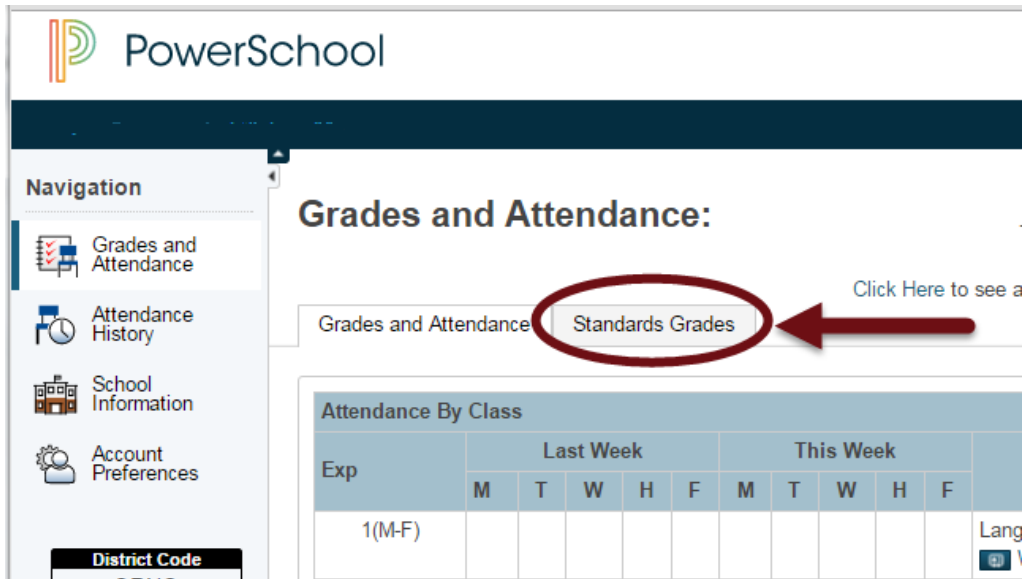 PowerSchool
Navigation
Grades and
Attendance
Attendance
History
School
Information
Account
Preferences
District Code
Grades and Attendance:
Click Here to see a
Grades and Attendance
Standards Grades
Attendance By Class
Exp
Last Week
This Week
M T W H F M T W H F
1(M-F)